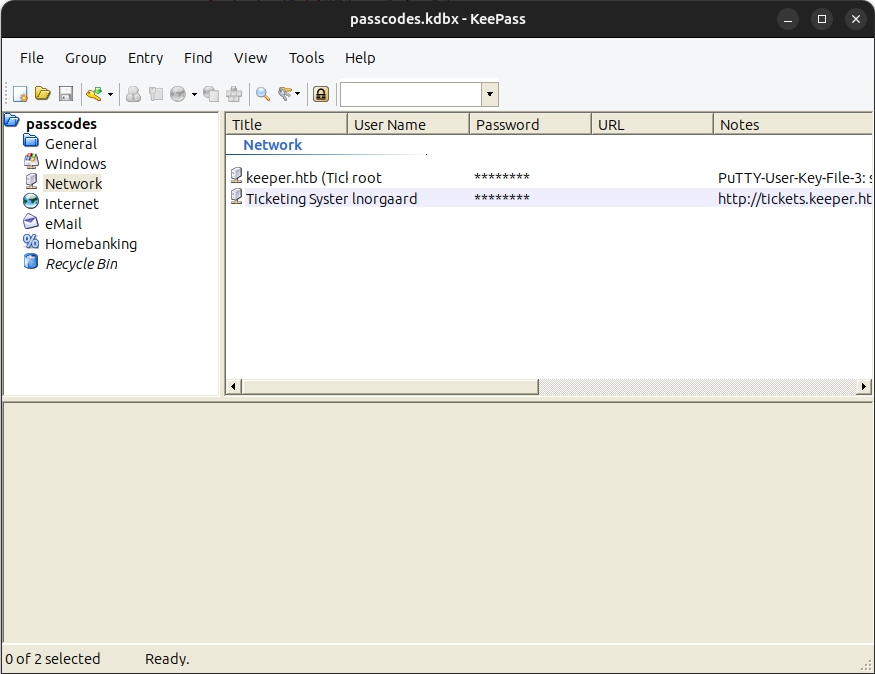 passcodes.kdbx - KeePass
File Group Entry Find View Tools Help
passcodes
General
Windows
Network
Internet
eMail
Homebanking
Recycle Bin
Title User Name Password URL Notes
Network
keeper.htb (Ticl root ******** PuTTY-User-Key-File-3: s
Ticketing Syster lnorgaard ******** http://tickets.keeper.ht
0 of 2 selected Ready.